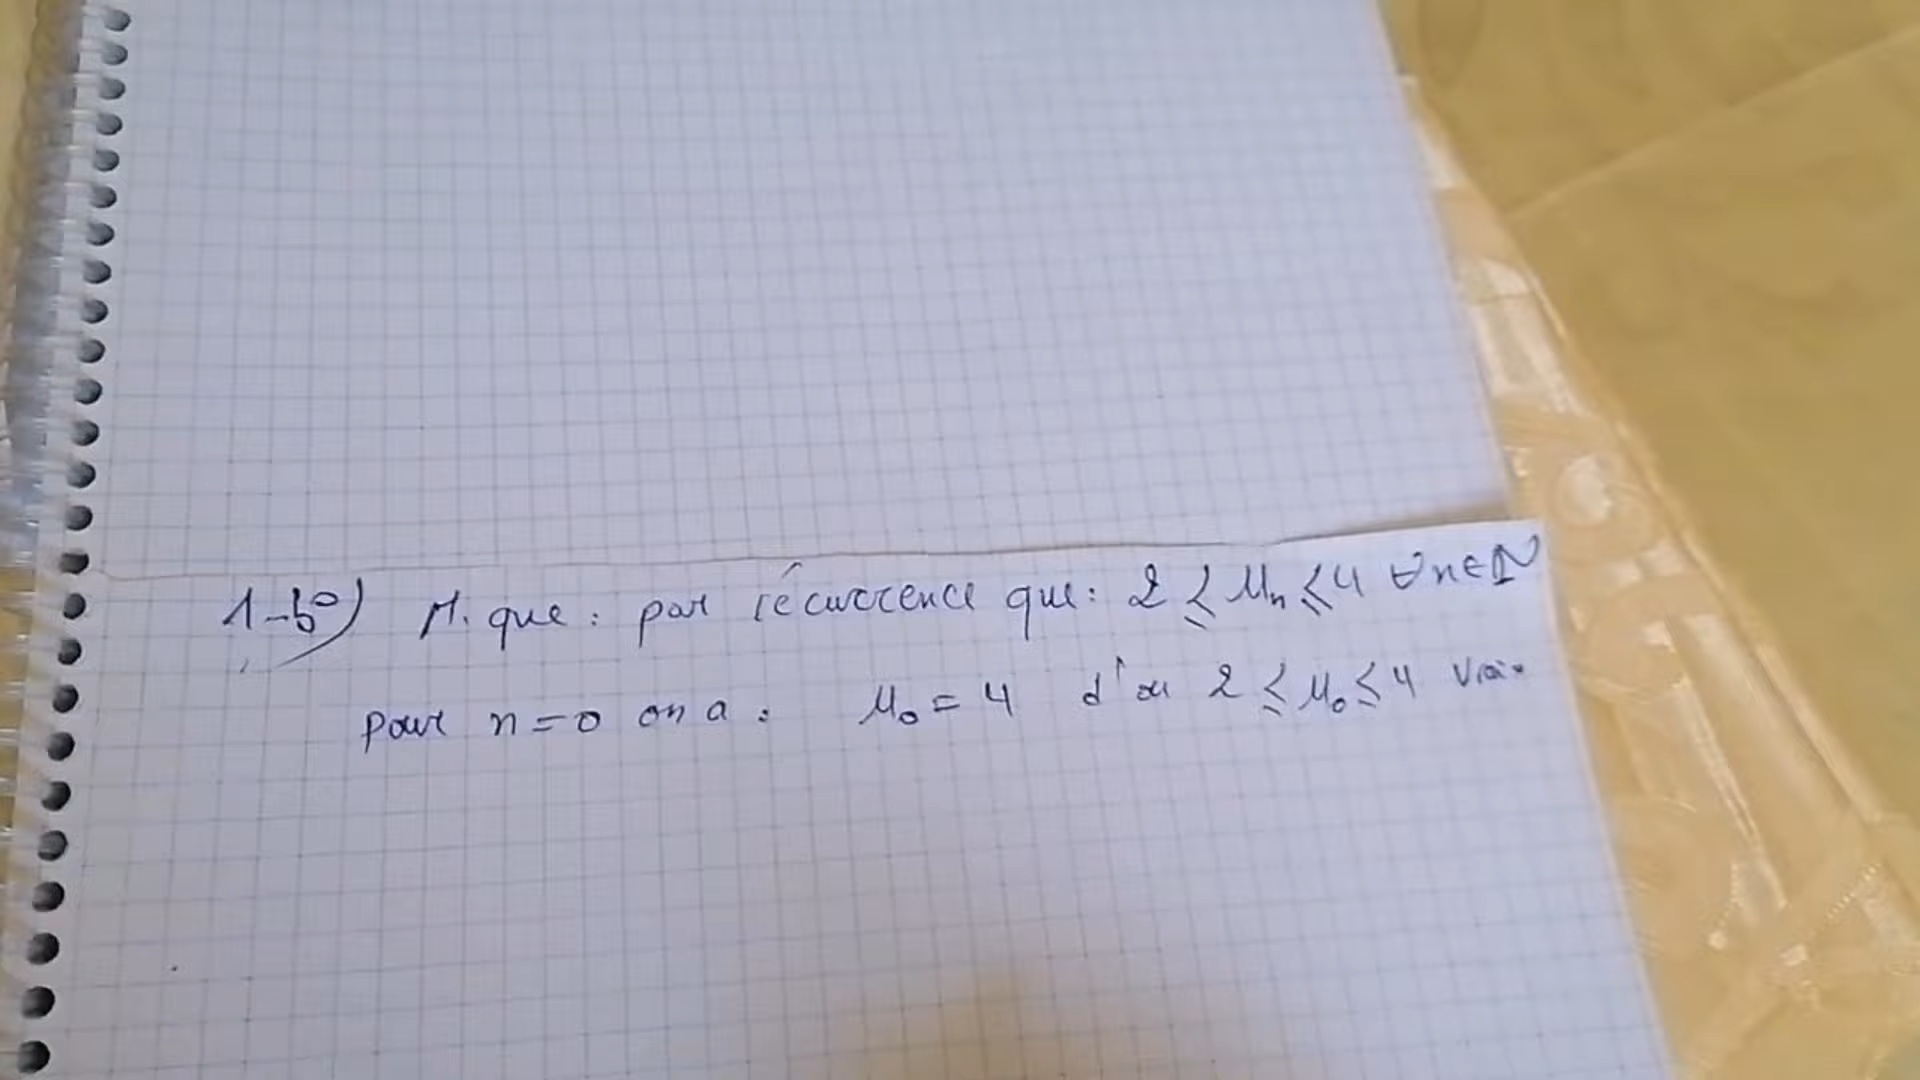 1-b°) M. que : par récurrence que : 2 ≤ Un ≤ 4 ∀n∈ℕ
pour n=0 on a : U₀ = 4 d'où 2 ≤ U₀ ≤ 4 vrai